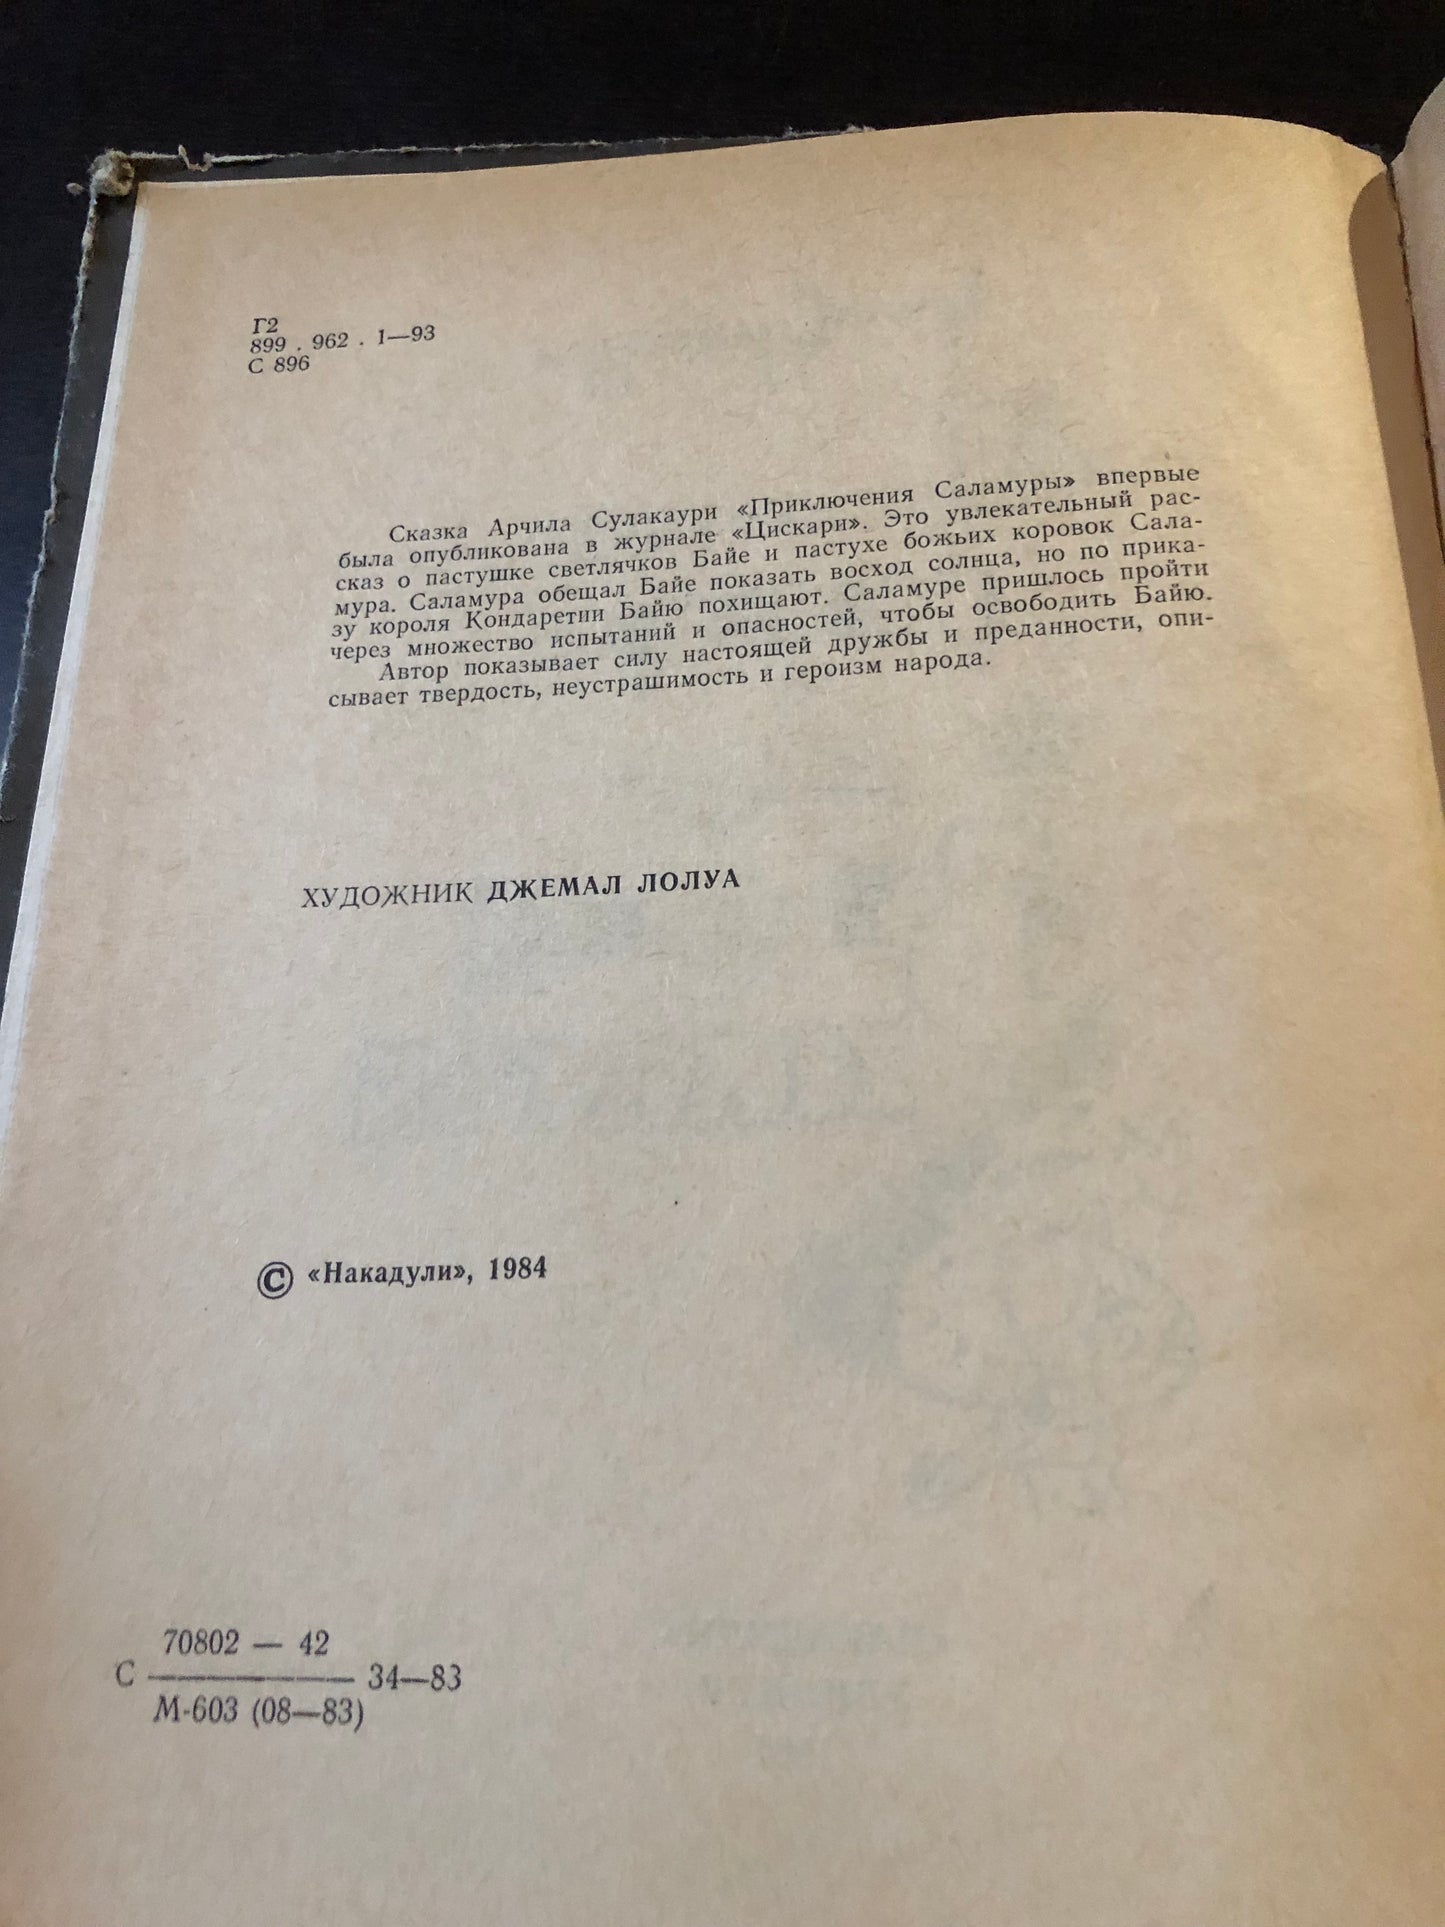 Г2
899 . 962 . 1—93
С 896
Сказка Арчила Сулакаури «Приключения Саламуры» впервые
была опубликована в журнале «Цискари». Это увлекательный рас-
сказ о пастушке светлячков Байе и пастухе божьих коровок Сала-
мура. Саламура обещал Байе показать восход солнца, но по прика-
зу короля Кондаретии Байю похищают. Саламуре пришлось пройти
через множество испытаний и опасностей, чтобы освободить Байю.
Автор показывает силу настоящей дружбы и преданности, опи-
сывает твердость, неустрашимость и героизм народа.
ХУДОЖНИК ДЖЕМАЛ ЛОЛУА
© «Накадули», 1984
70802 — 42
С ———— 34—83
М-603 (08—83)